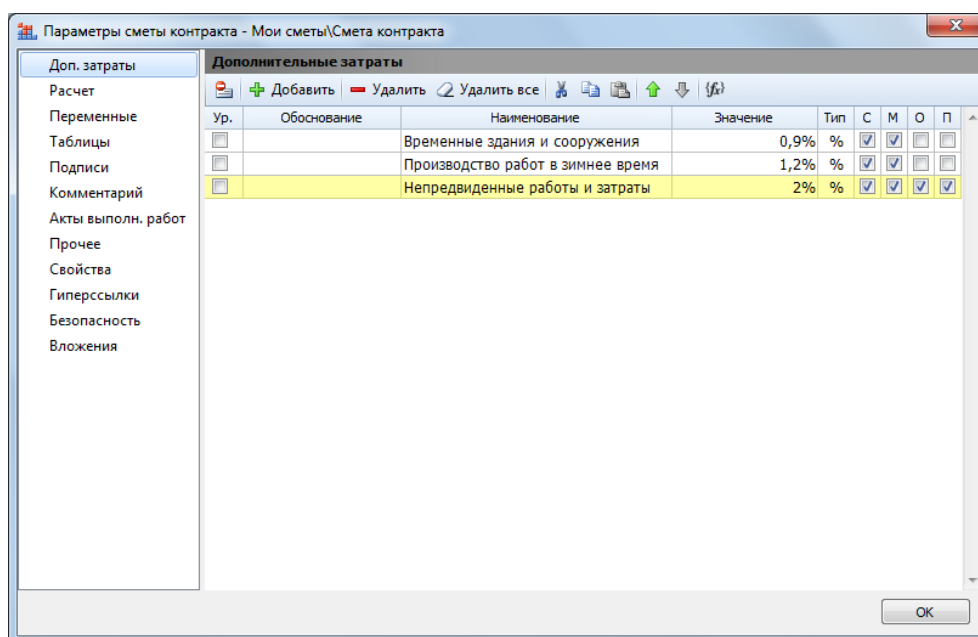 Параметры сметы контракта - Мои сметы\Смета контракта
Доп. затраты
Расчет
Переменные
Таблицы
Подписи
Комментарий
Акты выполн. работ
Прочее
Свойства
Гиперссылки
Безопасность
Вложения
Дополнительные затраты
Добавить Удалить Удалить все {fx}
Ур. Обоснование Наименование Значение Тип С М О П
Временные здания и сооружения 0,9% %
Производство работ в зимнее время 1,2% %
Непредвиденные работы и затраты 2% %
ОК